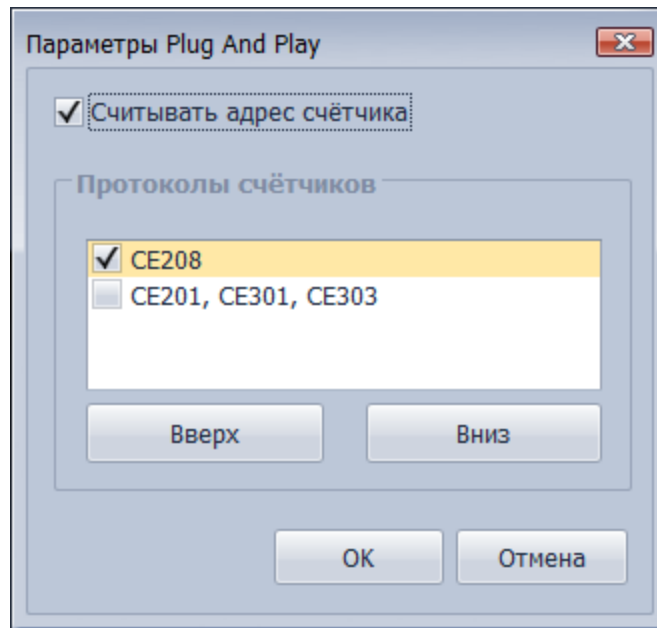 Параметры Plug And Play
Считывать адрес счётчика
Протоколы счётчиков
CE208
CE201, CE301, CE303
Вверх
Вниз
OK
Отмена